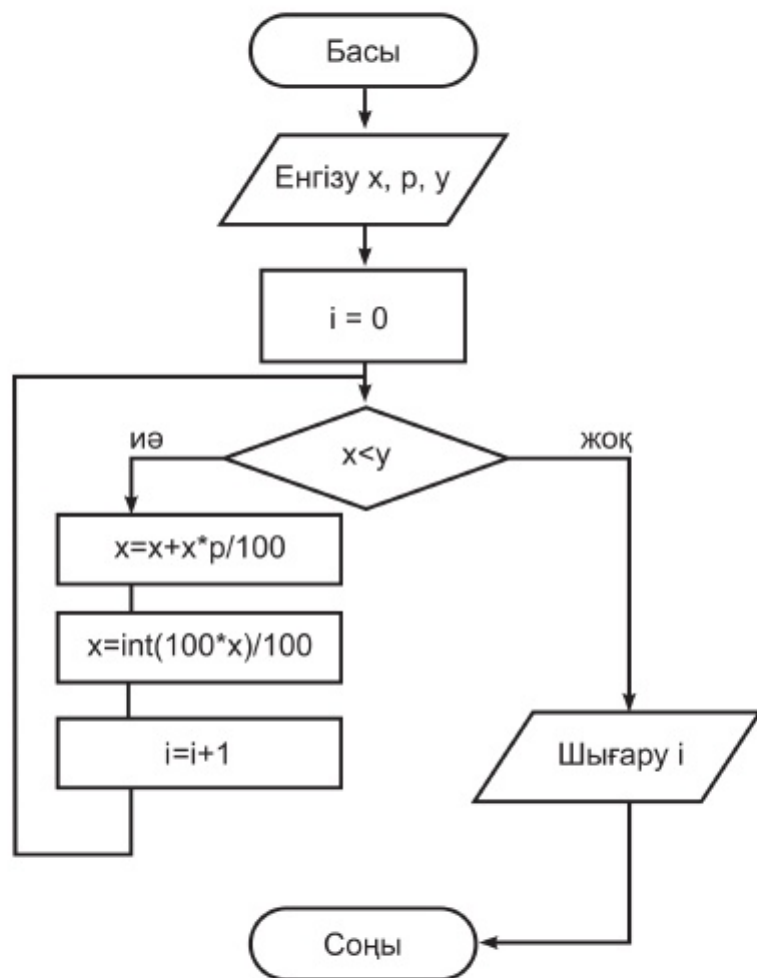 Басы
Енгізу x, p, y
i = 0
иә
x<y
жоқ
x=x+x*p/100
x=int(100*x)/100
i=i+1
Шығару i
Соңы